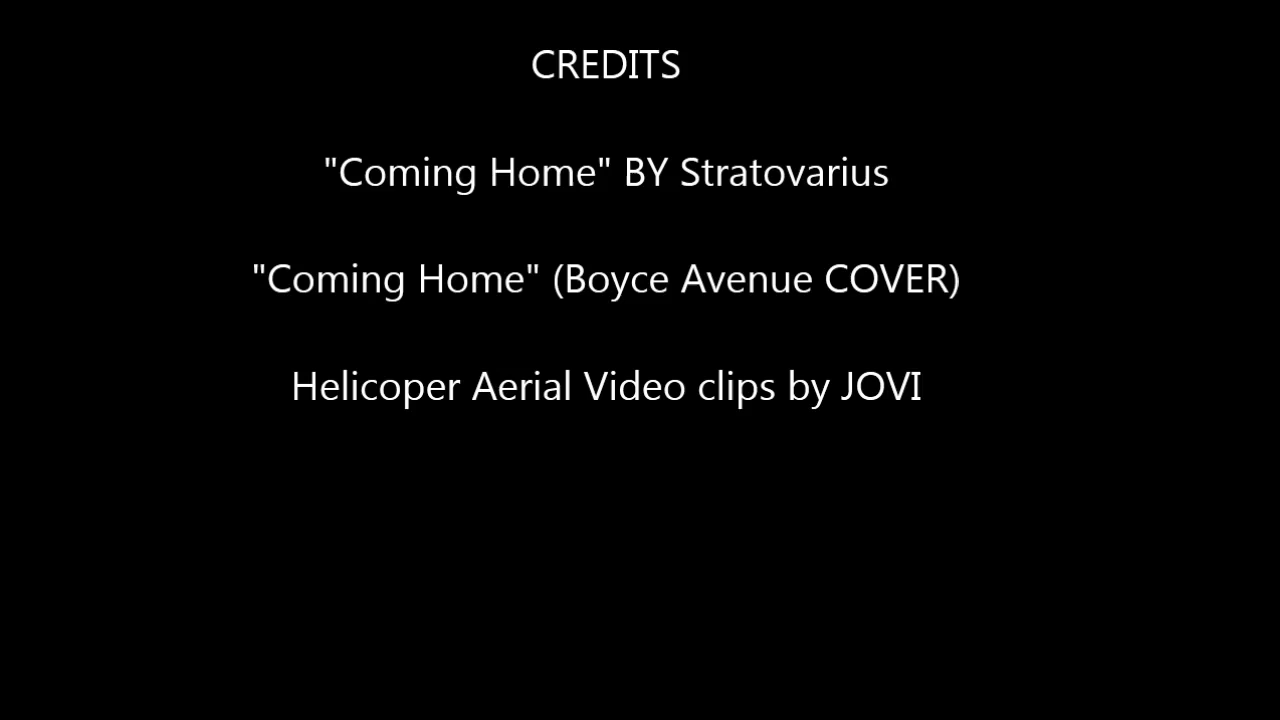 CREDITS
"Coming Home" BY Stratovarius
"Coming Home" (Boyce Avenue COVER)
Helicoper Aerial Video clips by JOVI